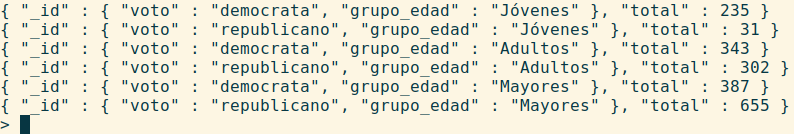 { "_id" : { "voto" : "democrata", "grupo_edad" : "Jóvenes" }, "total" : 235 }
{ "_id" : { "voto" : "republicano", "grupo_edad" : "Jóvenes" }, "total" : 31 }
{ "_id" : { "voto" : "democrata", "grupo_edad" : "Adultos" }, "total" : 343 }
{ "_id" : { "voto" : "republicano", "grupo_edad" : "Adultos" }, "total" : 302 }
{ "_id" : { "voto" : "democrata", "grupo_edad" : "Mayores" }, "total" : 387 }
{ "_id" : { "voto" : "republicano", "grupo_edad" : "Mayores" }, "total" : 655 }
>